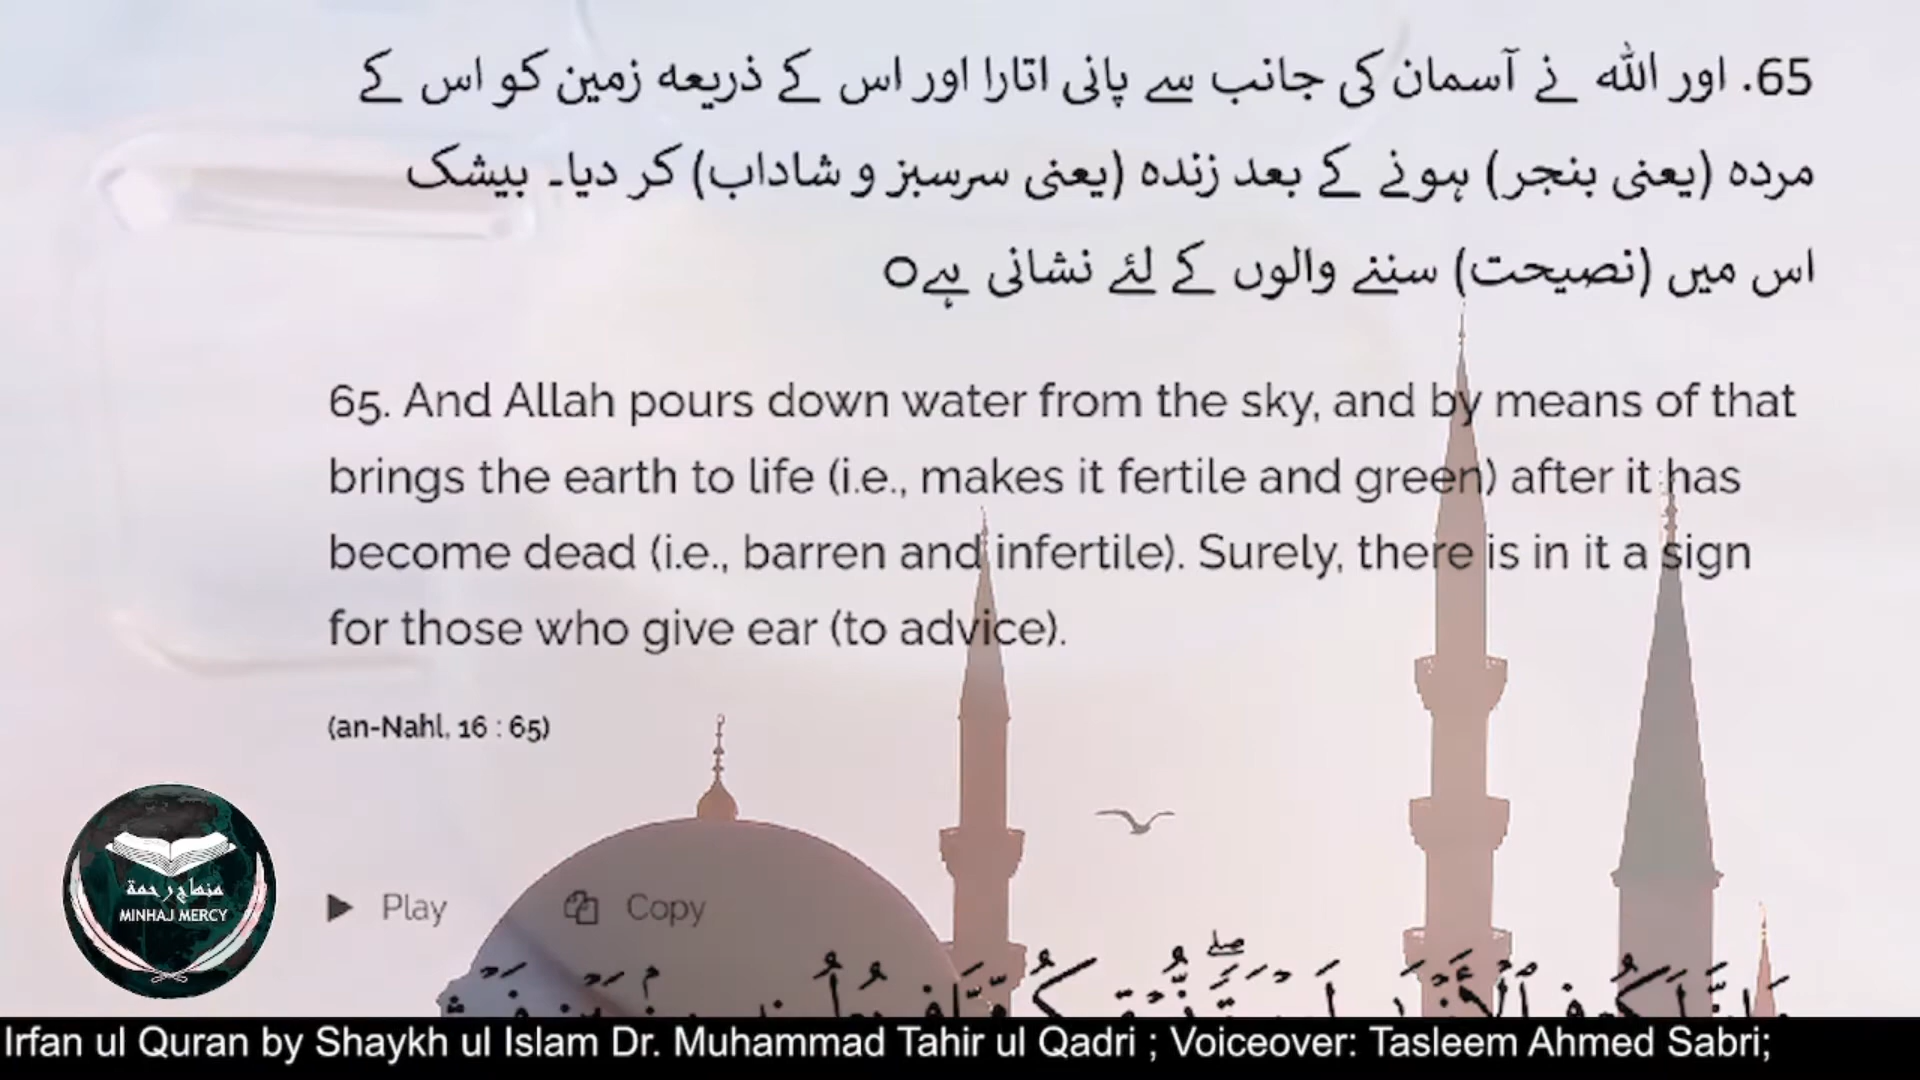 65. اور اللہ نے آسمان کی جانب سے پانی اتارا اور اس کے ذریعہ زمین کو اس کے
مردہ (یعنی بنجر) ہونے کے بعد زندہ (یعنی سرسبز و شاداب) کر دیا۔ بیشک
اس میں (نصیحت) سننے والوں کے لئے نشانی ہےo
65. And Allah pours down water from the sky, and by means of that
brings the earth to life (i.e., makes it fertile and green) after it has
become dead (i.e., barren and infertile). Surely, there is in it a sign
for those who give ear (to advice).
(an-Nahl, 16 : 65)
Play Copy
منهاج رحمة
MINHAJ MERCY
Irfan ul Quran by Shaykh ul Islam Dr. Muhammad Tahir ul Qadri ; Voiceover: Tasleem Ahmed Sabri;